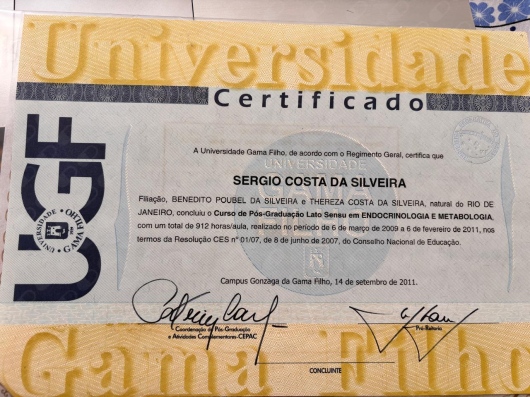 Universidade
Certificado
A Universidade Gama Filho, de acordo com o Regimento Geral, certifica que
UNIVERSIDADE
SERGIO COSTA DA SILVEIRA
Filiação, BENEDITO POUBEL DA SILVEIRA e THEREZA COSTA DA SILVEIRA, natural do RIO DE
JANEIRO, concluiu o Curso de Pós-Graduação Lato Sensu em ENDOCRINOLOGIA E METABOLOGIA,
com um total de 912 horas/aula, realizado no período de 6 de março de 2009 a 6 de fevereiro de 2011, nos
termos da Resolução CES nº 01/07, de 8 de junho de 2007, do Conselho Nacional de Educação.
UGF
UNIVERSIDADE
GAMA FILHO
Campus Gonzaga da Gama Filho, 14 de setembro de 2011.
Coordenação de Pós-Graduação
e Atividades Complementares-CEPAC
Pró-Reitoria
CONCLUINTE
Gama Filho